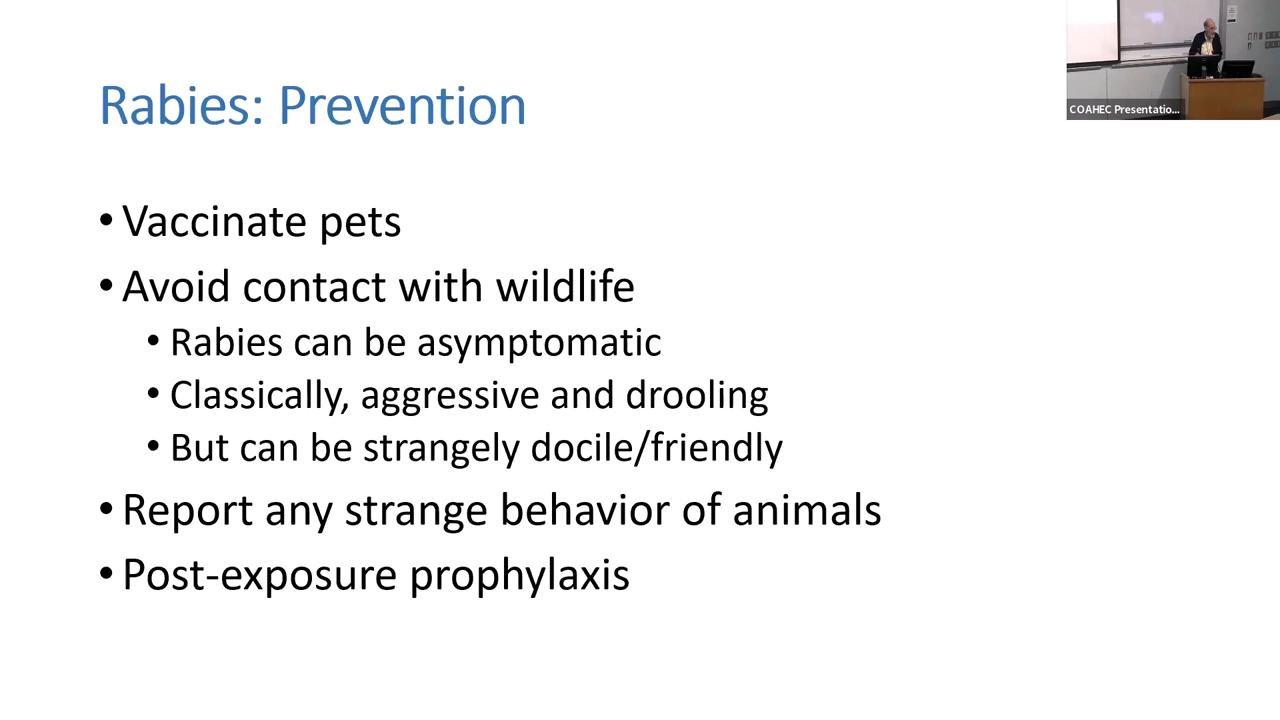 COAHEC Presentatio...
Rabies: Prevention
• Vaccinate pets
• Avoid contact with wildlife
• Rabies can be asymptomatic
• Classically, aggressive and drooling
• But can be strangely docile/friendly
• Report any strange behavior of animals
• Post-exposure prophylaxis